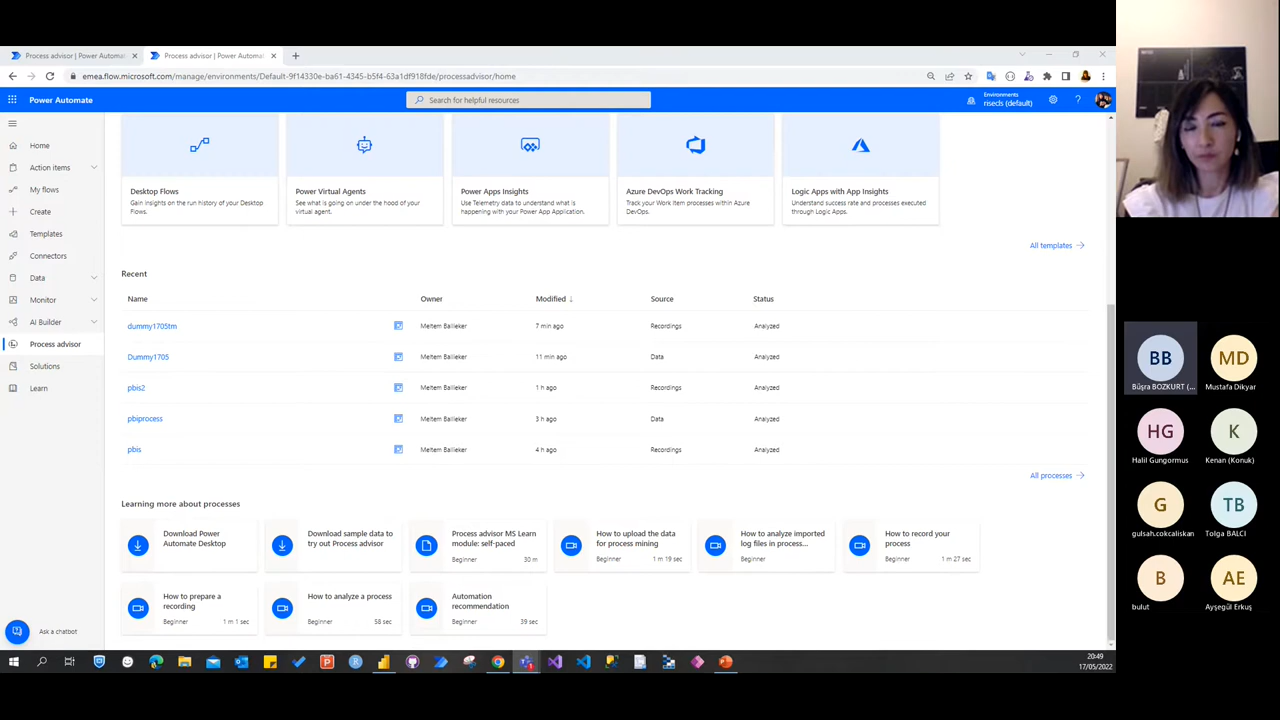 Process advisor | Power Automat
Process advisor | Power Automat
emea.flow.microsoft.com/manage/environments/Default-9f14330e-ba61-4345-b5f4-63a1df918fde/processadvisor/home
Power Automate
Search for helpful resources
Environments
risecls (default)
Home
Action items
My flows
Create
Templates
Connectors
Data
Monitor
AI Builder
Process advisor
Solutions
Learn
Ask a chatbot
Desktop Flows
Gain insights on the run history of your Desktop
Flows.
Power Virtual Agents
See what is going on under the hood of your
virtual agent.
Power Apps Insights
Use Telemetry data to understand what is
happening with your Power App Application.
Azure DevOps Work Tracking
Track your Work Item processes within Azure
DevOps.
Logic Apps with App Insights
Understand success rate and processes executed
through Logic Apps.
All templates
Recent
Name Owner Modified Source Status
dummy1705tm Meltem Ballieker 7 min ago Recordings Analyzed
Dummy1705 Meltem Ballieker 11 min ago Data Analyzed
pbis2 Meltem Ballieker 1 h ago Recordings Analyzed
pbiprocess Meltem Ballieker 3 h ago Data Analyzed
pbis Meltem Ballieker 4 h ago Recordings Analyzed
All processes
Learning more about processes
Download Power
Automate Desktop
Download sample data to
try out Process advisor
Process advisor MS Learn
module: self-paced
Beginner 30 m
How to upload the data
for process mining
Beginner 1 m 19 sec
How to analyze imported
log files in process...
Beginner
How to record your
process
Beginner 1 m 27 sec
How to prepare a
recording
Beginner 1 m 1 sec
How to analyze a process
Beginner 58 sec
Automation
recommendation
Beginner 39 sec
20:49
17/05/2022
BB
Büşra BOZKURT (...
MD
Mustafa Dikyar
HG
Halil Gungormus
K
Kenan (Konuk)
G
gulsah.cokcaliskan
TB
Tolga BALCI
B
bulut
AE
Ayşegül Erkuş